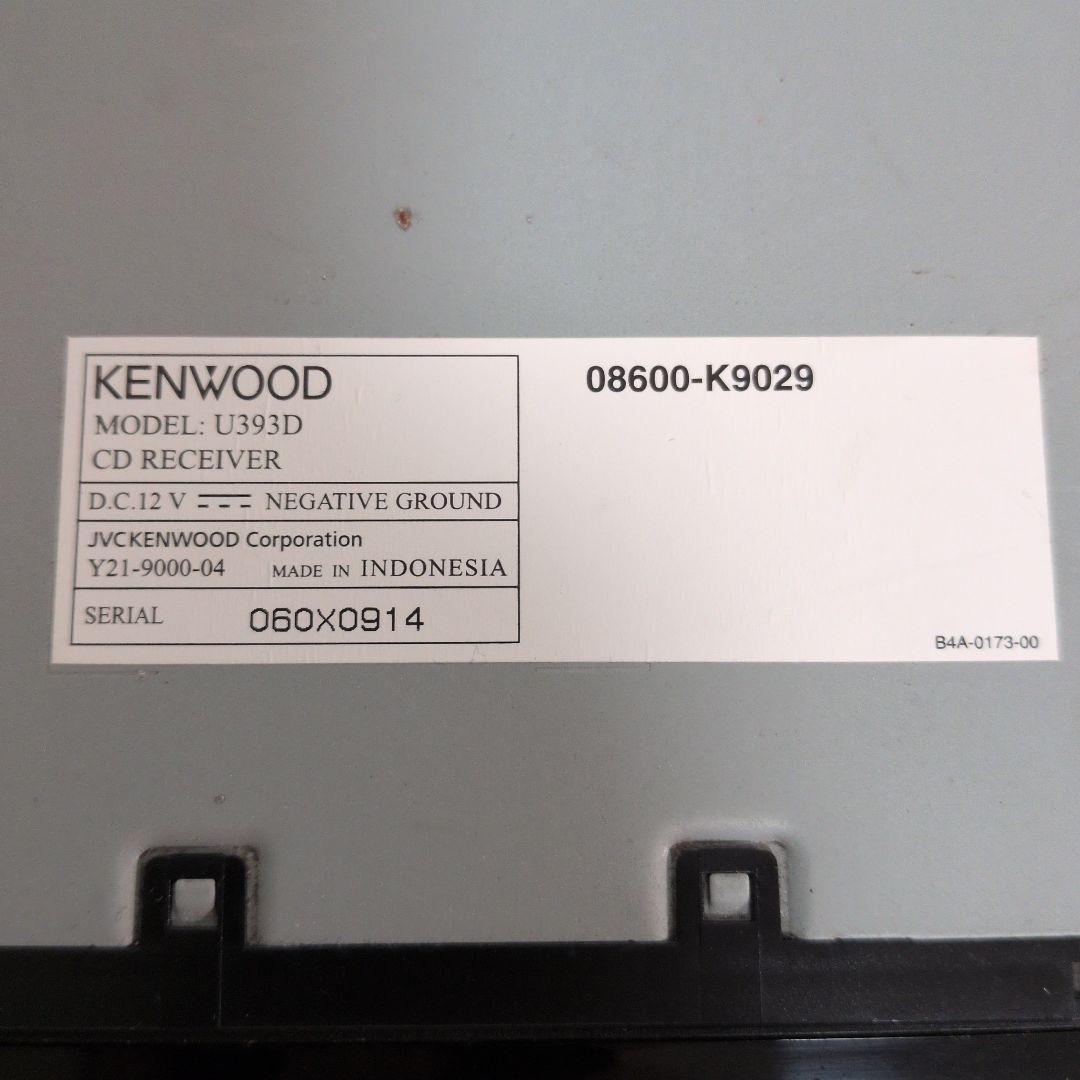 KENWOOD
MODEL: U393D
CD RECEIVER
D.C.12 V NEGATIVE GROUND
JVCKENWOOD Corporation
Y21-9000-04 MADE IN INDONESIA
SERIAL 060X0914
08600-K9029
B4A-0173-00